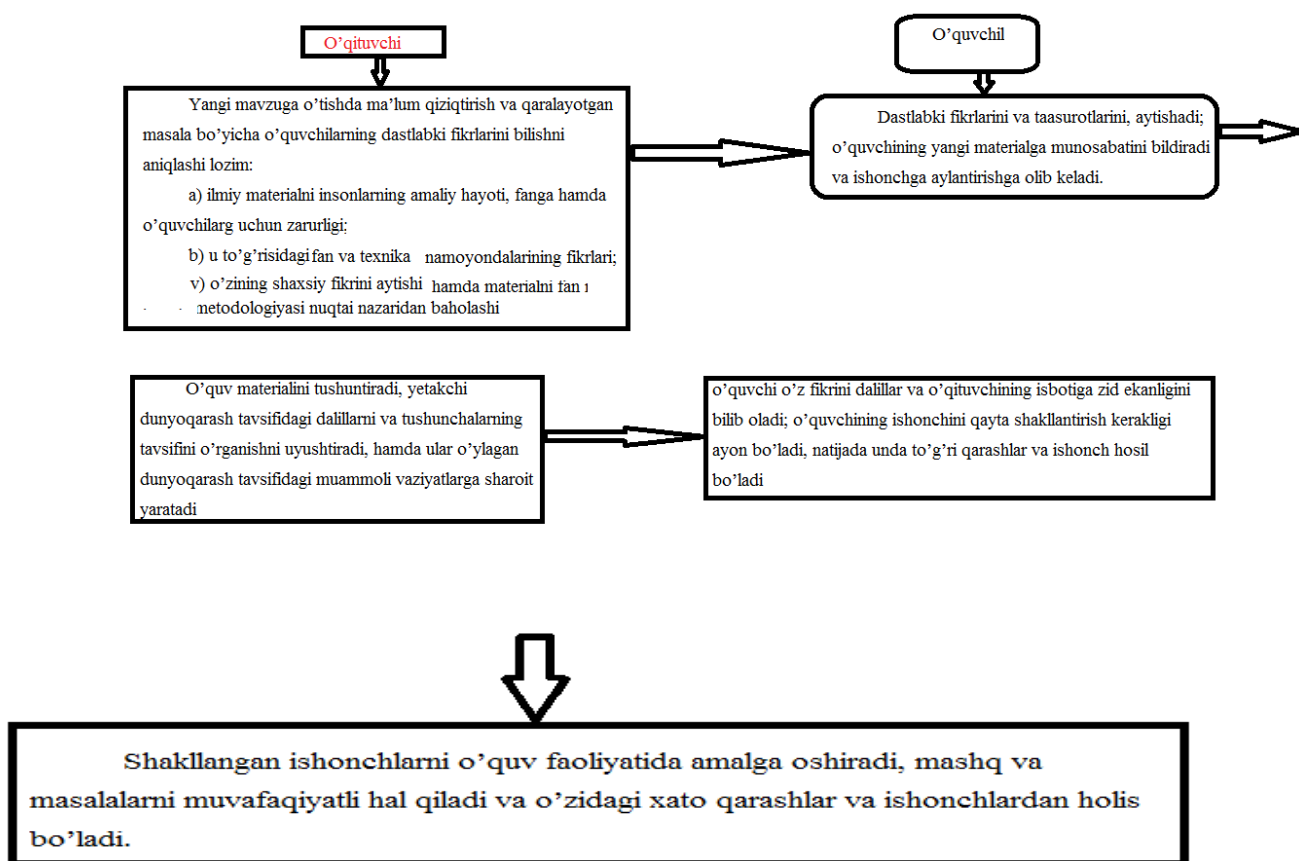 O’qituvchi
O’quvchil
Yangi mavzuga o’tishda ma’lum qiziqtirish va qaralayotgan
masala bo’yicha o’quvchilarning dastlabki fikrlarini bilishni
aniqlashi lozim:
a) ilmiy materialni insonlarning amaliy hayoti, fanga hamda
o’quvchilarg uchun zarurligi;
b) u to’g’risidagi fan va texnika namoyondalarining fikrlari;
v) o’zining shaxsiy fikrini aytishi hamda materialni fan
metodologiyasi nuqtai nazaridan baholashi
Dastlabki fikrlarini va taasurotlarini, aytishadi;
o’quvchining yangi materialga munosabatini bildiradi
va ishonchga aylantirishga olib keladi.
O’quv materialini tushuntiradi, yetakchi
dunyoqarash tavsifidagi dalillarni va tushunchalarning
tavsifini o’rganishni uyushtiradi, hamda ular o’ylagan
dunyoqarash tavsifidagi muammoli vaziyatlarga sharoit
yaratadi
o’quvchi o’z fikrini dalillar va o’qituvchining isbotiga zid ekanligini
bilib oladi; o’quvchining ishonchini qayta shakllantirish kerakligi
ayon bo’ladi, natijada unda to’g’ri qarashlar va ishonch hosil
bo’ladi
Shakllangan ishonchlarni o’quv faoliyatida amalga oshiradi, mashq va
masalalarni muvafaqiyatli hal qiladi va o’zidagi xato qarashlar va ishonchlardan holis
bo’ladi.